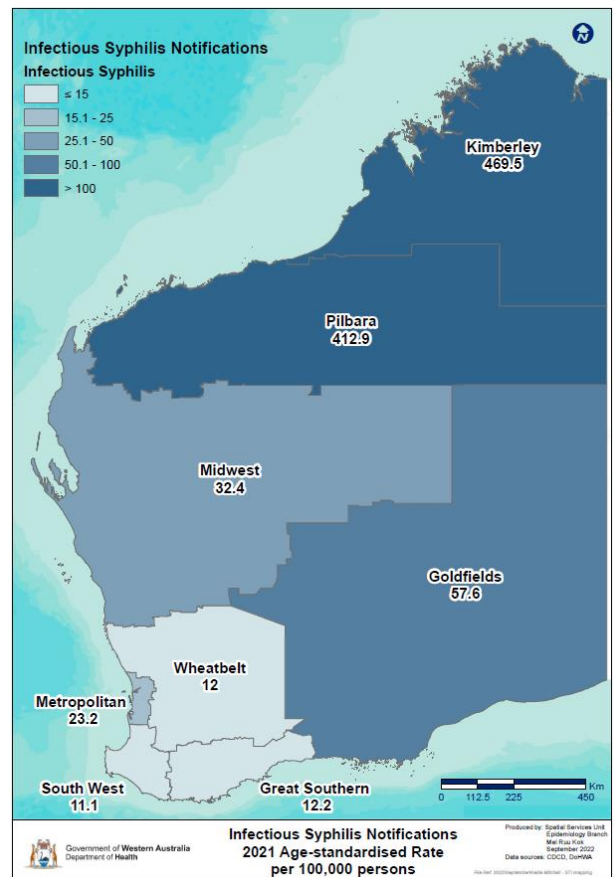 Infectious Syphilis Notifications
Infectious Syphilis
≤ 15
15.1 - 25
25.1 - 50
50.1 - 100
> 100
N
Kimberley
469.5
Pilbara
412.9
Midwest
32.4
Goldfields
57.6
Wheatbelt
12
Metropolitan
23.2
South West
11.1
Great Southern
12.2
Km
0 112.5 225 450
Government of Western Australia
Department of Health
Infectious Syphilis Notifications
2021 Age-standardised Rate
per 100,000 persons
Produced by: Spatial Services Unit
Epidemiology Branch
Mei Ruu Kok
September 2022
Data sources: CDCD, DoHWA